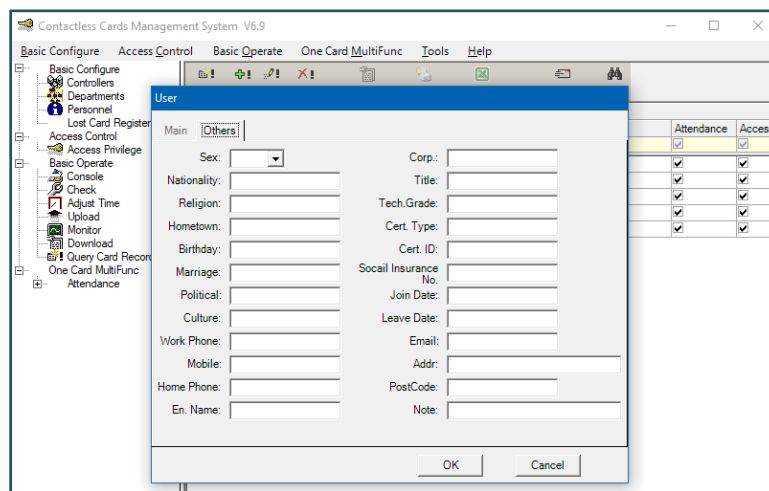 Contactless Cards Management System V6.9
Basic Configure Access Control Basic Operate One Card MultiFunc Tools Help
Basic Configure
Controllers
Departments
Personnel
Lost Card Register
Access Control
Access Privilege
Basic Operate
Console
Check
Adjust Time
Upload
Monitor
Download
Query Card Record
One Card MultiFunc
Attendance
User
Main Others
Sex: Corp.:
Nationality: Title:
Religion: Tech.Grade:
Hometown: Cert. Type:
Birthday: Cert. ID:
Marriage: Socail Insurance
No.
Political: Join Date:
Culture: Leave Date:
Work Phone: Email:
Mobile: Addr:
Home Phone: PostCode:
En. Name: Note:
OK Cancel
Attendance Acces